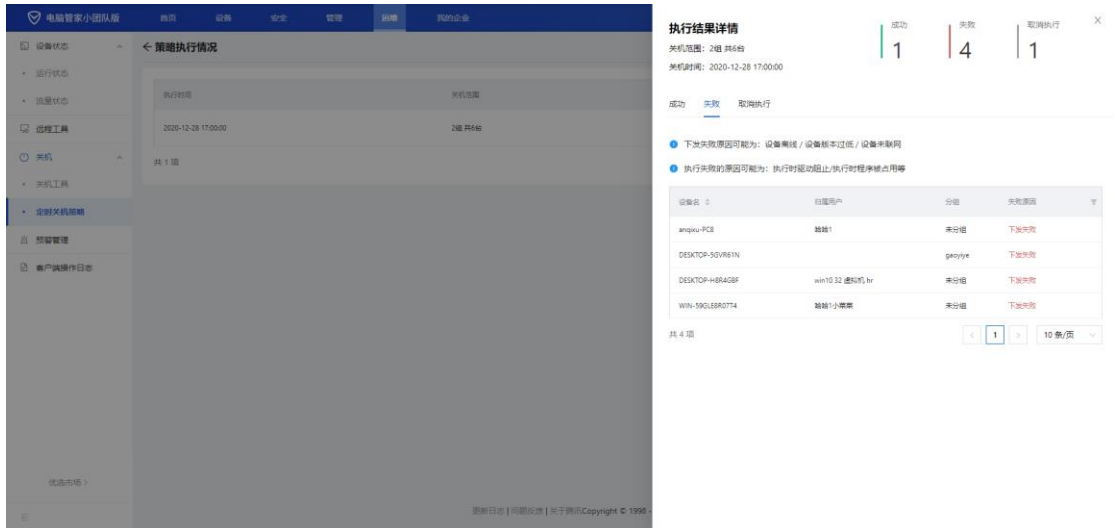 电脑管家小团队版
首页 设备 安全 管理 运维 我的企业
设备状态
运行状态
流量状态
远程工具
关机
关机工具
定时关机策略
预警管理
客户端操作日志
优选市场 >
← 策略执行情况
执行时间 关机范围
2020-12-28 17:00:00 2组 共6台
共 1 项
更新日志 | 问题反馈 | 关于腾讯Copyright © 1998 -
执行结果详情
关机范围：2组 共6台
关机时间：2020-12-28 17:00:00
成功 失败 取消执行
1 4 1
成功 失败 取消执行
下发失败原因可能为：设备离线 / 设备版本过低 / 设备未联网
执行失败的原因可能为：执行时驱动阻止/执行时程序被占用等
设备名 归属用户 分组 失败原因
anqixu-PC8 哈哈1 未分组 下发失败
DESKTOP-5GVR61N gaoyiye 下发失败
DESKTOP-H8R4G8F win10 32 虚拟机 hr 未分组 下发失败
WIN-59GLE8R07T4 哈哈1小菜菜 未分组 下发失败
共 4 项 < 1 > 10 条/页